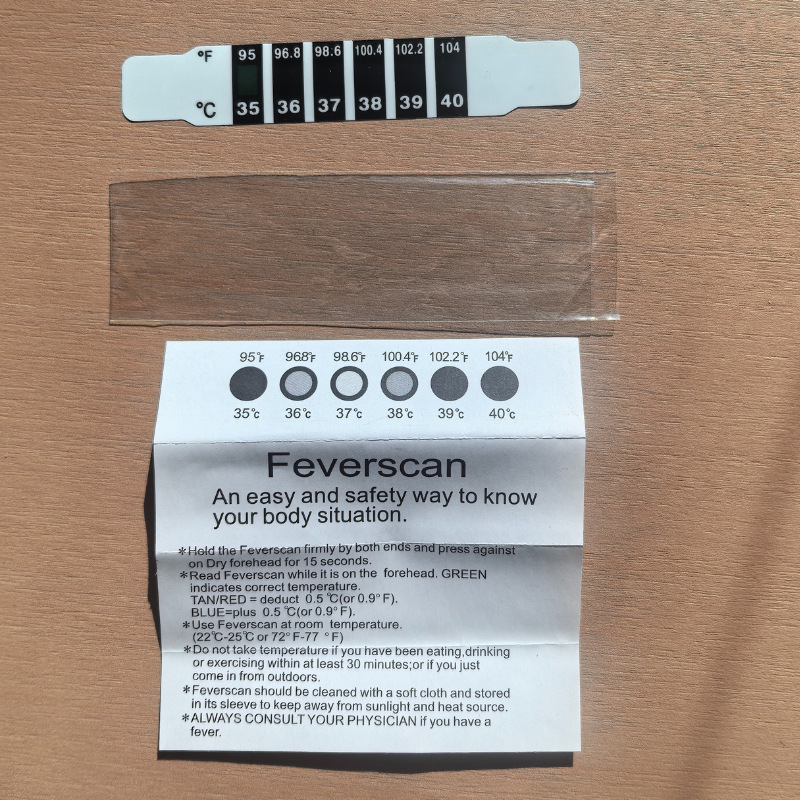 °F 95 96.8 98.6 100.4 102.2 104
°C 35 36 37 38 39 40
95°F 96.8°F 98.6°F 100.4°F 102.2°F 104°F
35°C 36°C 37°C 38°C 39°C 40°C
Feverscan
An easy and safety way to know
your body situation.
*Hold the Feverscan firmly by both ends and press against
on Dry forehead for 15 seconds.
*Read Feverscan while it is on the forehead. GREEN
indicates correct temperature.
TAN/RED = deduct 0.5 °C(or 0.9° F).
BLUE=plus 0.5 °C(or 0.9° F).
*Use Feverscan at room temperature.
(22°C-25°C or 72° F-77 ° F)
*Do not take temperature if you have been eating,drinking
or exercising within at least 30 minutes;or if you just
come in from outdoors.
*Feverscan should be cleaned with a soft cloth and stored
in its sleeve to keep away from sunlight and heat source.
*ALWAYS CONSULT YOUR PHYSICIAN if you have a
fever.